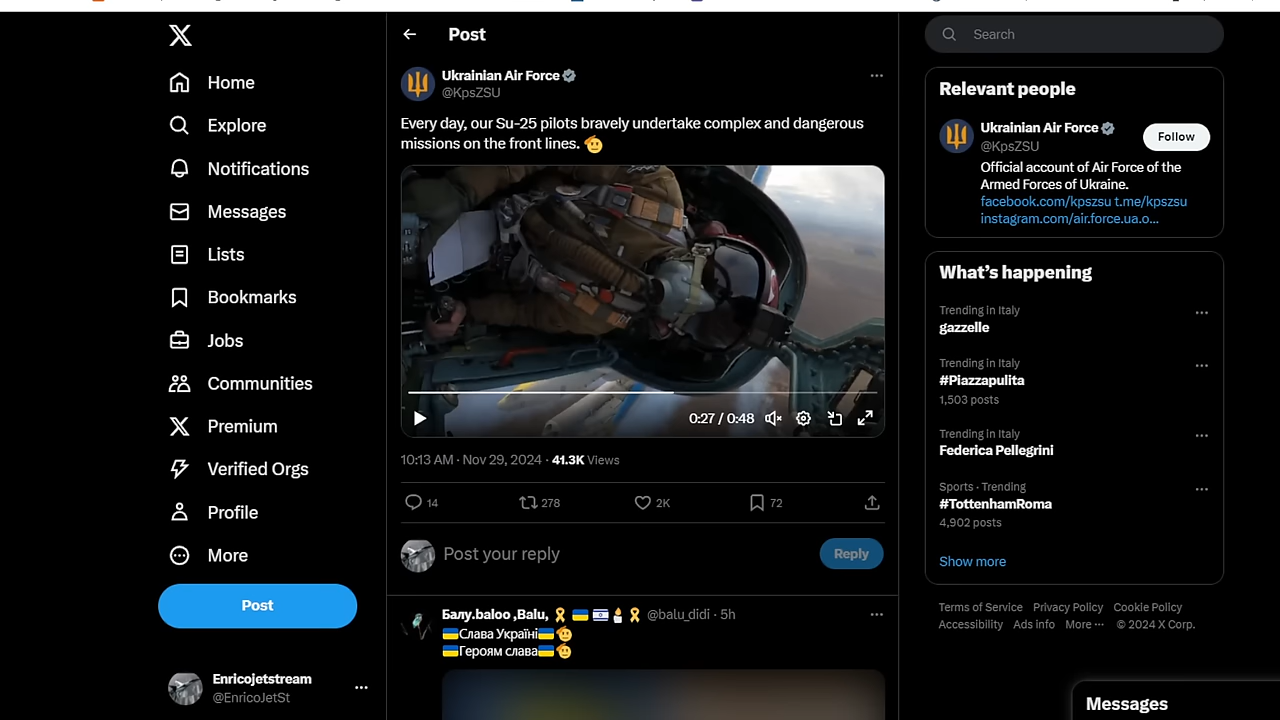 Home
Explore
Notifications
Messages
Lists
Bookmarks
Jobs
Communities
Premium
Verified Orgs
Profile
More
Post
Enricojetstream
@EnricoJetSt
Post
Ukrainian Air Force
@KpsZSU
Every day, our Su-25 pilots bravely undertake complex and dangerous
missions on the front lines.
0:27 / 0:48
10:13 AM · Nov 29, 2024 · 41.3K Views
14 278 2K 72
Post your reply
Reply
Балу.baloo ,Balu, @balu_didi · 5h
Слава Україні
Героям слава
Search
Relevant people
Ukrainian Air Force
@KpsZSU
Follow
Official account of Air Force of the
Armed Forces of Ukraine.
facebook.com/kpszsu t.me/kpszsu
instagram.com/air.force.ua.o...
What's happening
Trending in Italy
gazzelle
Trending in Italy
#Piazzapulita
1,503 posts
Trending in Italy
Federica Pellegrini
Sports · Trending
#TottenhamRoma
4,902 posts
Show more
Terms of Service Privacy Policy Cookie Policy
Accessibility Ads info More ··· © 2024 X Corp.
Messages